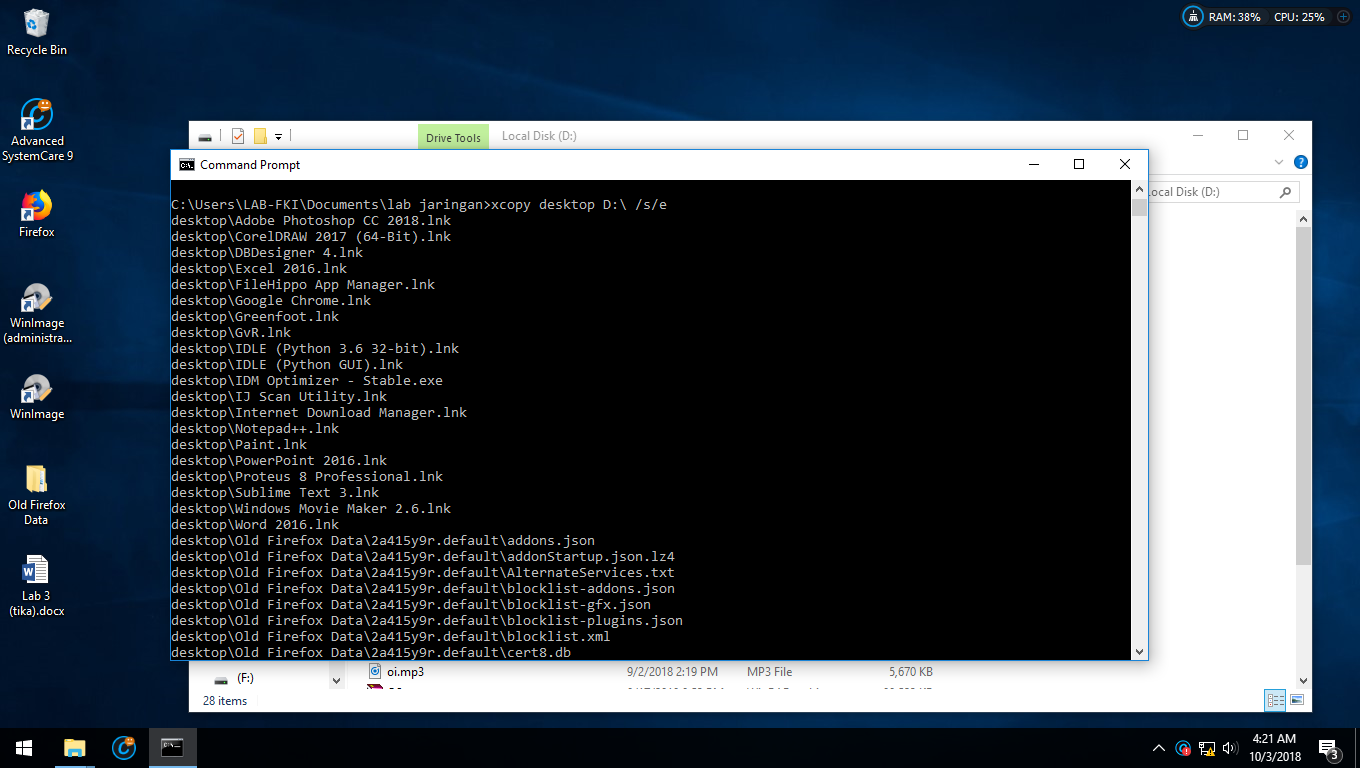 Recycle Bin
RAM: 38% CPU: 25%
Advanced
SystemCare 9
Firefox
WinImage
(administra...
WinImage
Old Firefox
Data
Lab 3
(tika).docx
Drive Tools Local Disk (D:)
Local Disk (D:)
Command Prompt
C:\Users\LAB-FKI\Documents\lab jaringan>xcopy desktop D:\ /s/e
desktop\Adobe Photoshop CC 2018.lnk
desktop\CorelDRAW 2017 (64-Bit).lnk
desktop\DBDesigner 4.lnk
desktop\Excel 2016.lnk
desktop\FileHippo App Manager.lnk
desktop\Google Chrome.lnk
desktop\Greenfoot.lnk
desktop\GvR.lnk
desktop\IDLE (Python 3.6 32-bit).lnk
desktop\IDLE (Python GUI).lnk
desktop\IDM Optimizer - Stable.exe
desktop\IJ Scan Utility.lnk
desktop\Internet Download Manager.lnk
desktop\Notepad++.lnk
desktop\Paint.lnk
desktop\PowerPoint 2016.lnk
desktop\Proteus 8 Professional.lnk
desktop\Sublime Text 3.lnk
desktop\Windows Movie Maker 2.6.lnk
desktop\Word 2016.lnk
desktop\Old Firefox Data\2a415y9r.default\addons.json
desktop\Old Firefox Data\2a415y9r.default\addonStartup.json.lz4
desktop\Old Firefox Data\2a415y9r.default\AlternateServices.txt
desktop\Old Firefox Data\2a415y9r.default\blocklist-addons.json
desktop\Old Firefox Data\2a415y9r.default\blocklist-gfx.json
desktop\Old Firefox Data\2a415y9r.default\blocklist-plugins.json
desktop\Old Firefox Data\2a415y9r.default\blocklist.xml
desktop\Old Firefox Data\2a415y9r.default\cert8.db
(F:)
oi.mp3 9/2/2018 2:19 PM MP3 File 5,670 KB
28 items
4:21 AM
10/3/2018
3